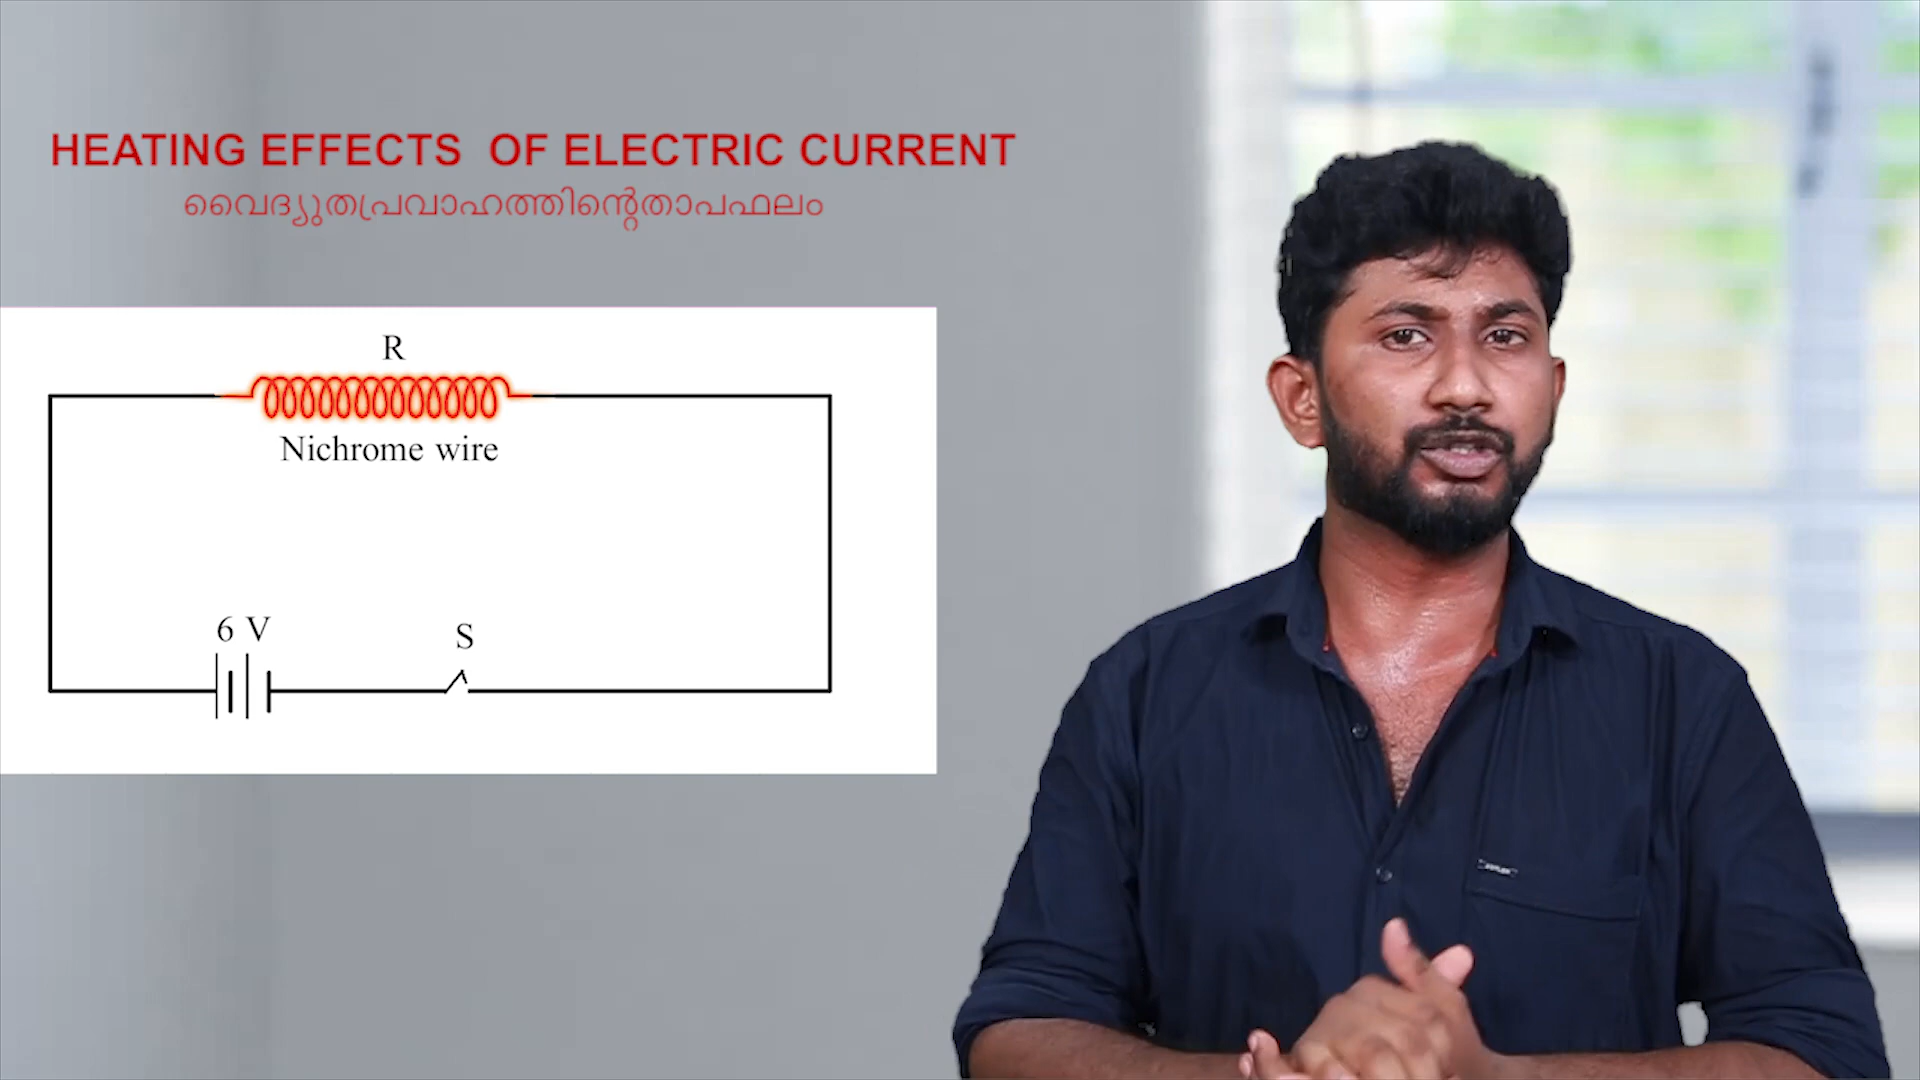 HEATING EFFECTS OF ELECTRIC CURRENT
വൈദ്യുതപ്രവാഹത്തിന്റെതാപഫലം
R
Nichrome wire
6 V
S